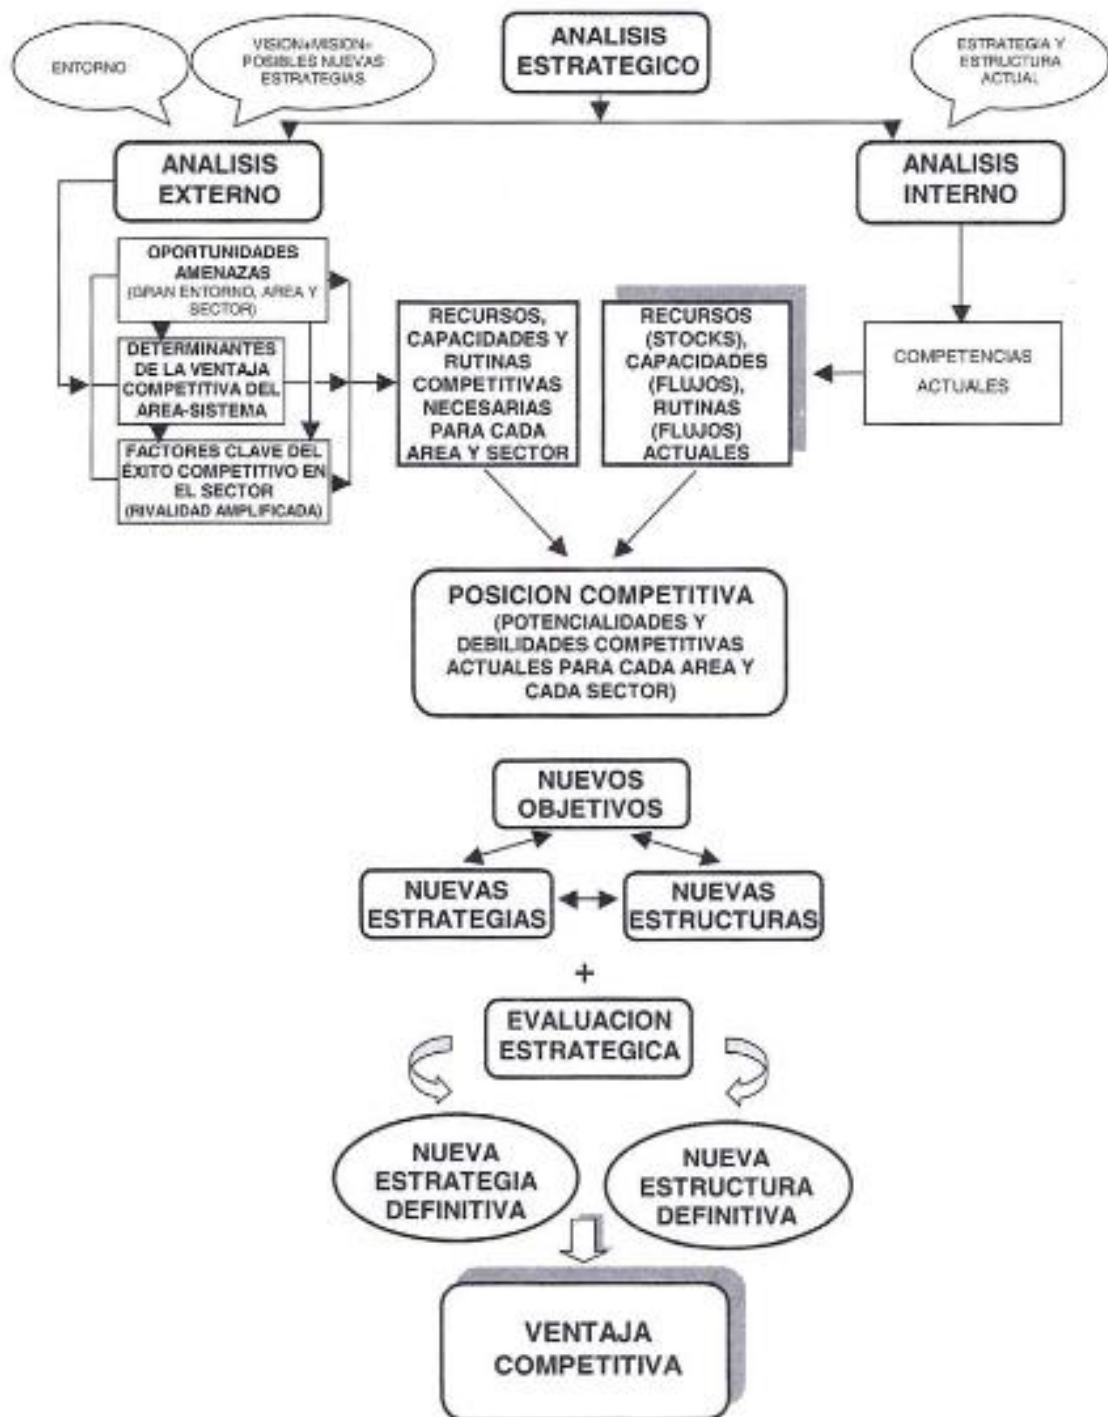 ANALISIS
ESTRATEGICO
ENTORNO
VISION+MISION=
POSIBLES NUEVAS
ESTRATEGIAS
ESTRATEGIA Y
ESTRUCTURA
ACTUAL
ANALISIS
EXTERNO
ANALISIS
INTERNO
OPORTUNIDADES
AMENAZAS
(GRAN ENTORNO, AREA Y
SECTOR)
DETERMINANTES
DE LA VENTAJA
COMPETITIVA DEL
AREA-SISTEMA
FACTORES CLAVE DEL
ÉXITO COMPETITIVO EN
EL SECTOR
(RIVALIDAD AMPLIFICADA)
RECURSOS,
CAPACIDADES Y
RUTINAS
COMPETITIVAS
NECESARIAS
PARA CADA
AREA Y SECTOR
RECURSOS
(STOCKS),
CAPACIDADES
(FLUJOS),
RUTINAS
(FLUJOS)
ACTUALES
COMPETENCIAS
ACTUALES
POSICION COMPETITIVA
(POTENCIALIDADES Y
DEBILIDADES COMPETITIVAS
ACTUALES PARA CADA AREA Y
CADA SECTOR)
NUEVOS
OBJETIVOS
NUEVAS
ESTRATEGIAS
NUEVAS
ESTRUCTURAS
+
EVALUACION
ESTRATEGICA
NUEVA
ESTRATEGIA
DEFINITIVA
NUEVA
ESTRUCTURA
DEFINITIVA
VENTAJA
COMPETITIVA